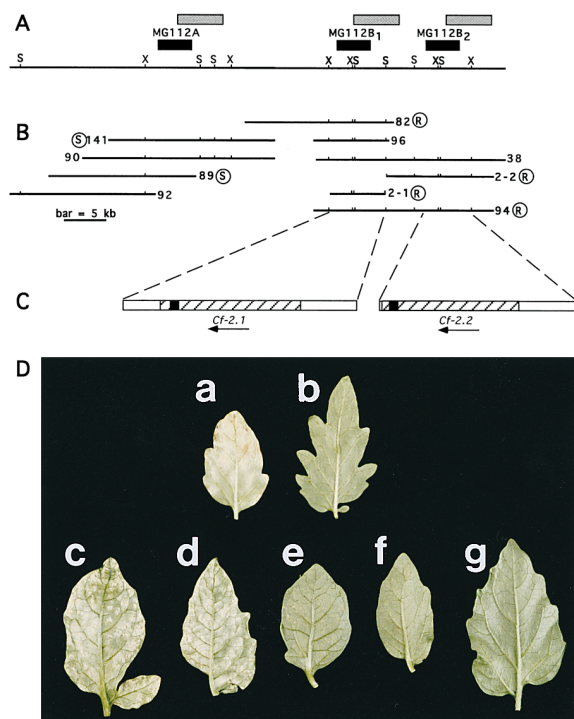 A
MG112A MG112B1 MG112B2
S X S S X X XS S S XS X
B
82 R
S 141 96
90 38
89 S 2-2 R
92 2-1 R
bar = 5 kb 94 R
C
Cf-2.1 Cf-2.2
D
a b
c d e f g